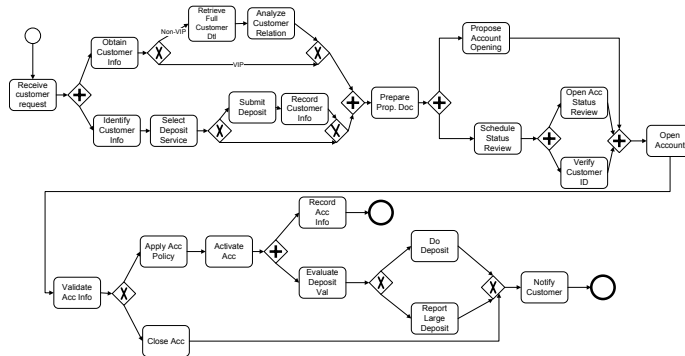 Retrieve
Full
Customer
Dtl
Analyze
Customer
Relation
Non-VIP
Obtain
Customer
Info
VIP
Propose
Account
Opening
Receive
customer
request
Submit
Deposit
Record
Customer
Info
Prepare
Prop. Doc
Open Acc
Status
Review
Identify
Customer
Info
Select
Deposit
Service
Schedule
Status
Review
Verify
Customer
ID
Open
Account
Record
Acc
Info
Apply Acc
Policy
Activate
Acc
Do
Deposit
Validate
Acc Info
Evaluate
Deposit
Val
Notify
Customer
Report
Large
Deposit
Close Acc